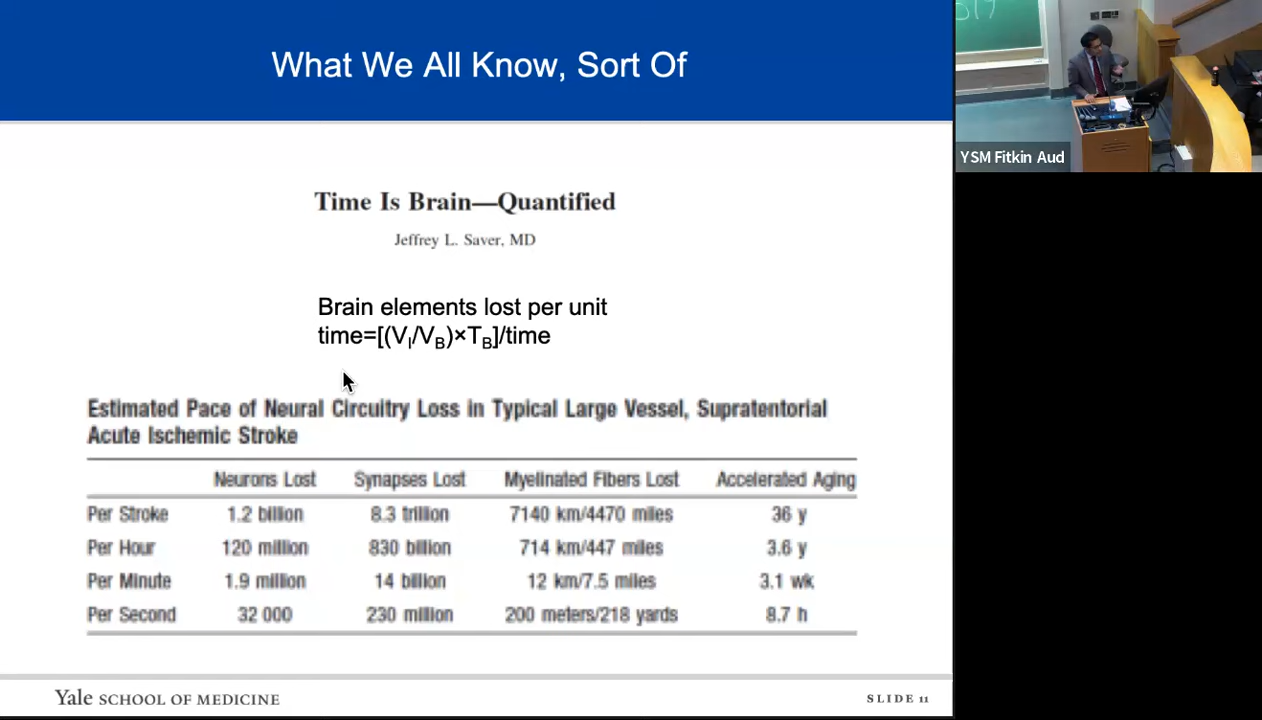 What We All Know, Sort Of
Time Is Brain—Quantified
Jeffrey L. Saver, MD
Brain elements lost per unit
time=[(VI/VB)×TB]/time
Estimated Pace of Neural Circuitry Loss in Typical Large Vessel, Supratentorial
Acute Ischemic Stroke
Neurons Lost Synapses Lost Myelinated Fibers Lost Accelerated Aging
Per Stroke 1.2 billion 8.3 trillion 7140 km/4470 miles 36 y
Per Hour 120 million 830 billion 714 km/447 miles 3.6 y
Per Minute 1.9 million 14 billion 12 km/7.5 miles 3.1 wk
Per Second 32 000 230 million 200 meters/218 yards 8.7 h
Yale SCHOOL OF MEDICINE
SLIDE 11
YSM Fitkin Aud